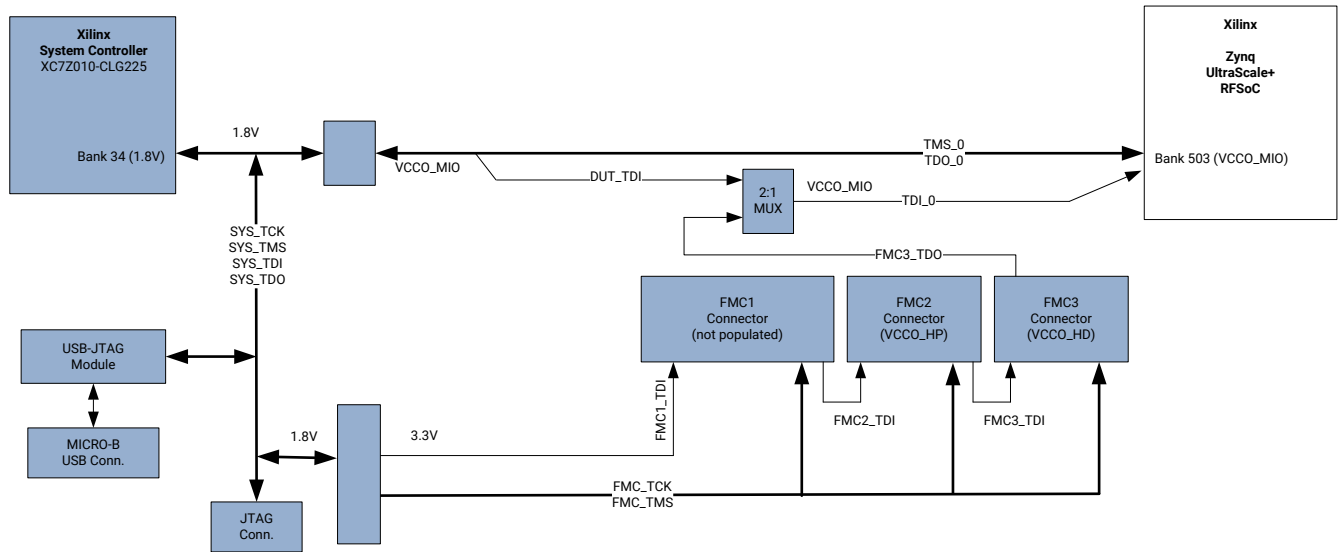 Xilinx
System Controller
XC7Z010-CLG225
Bank 34 (1.8V)
1.8V
VCCO_MIO
TMS_0
TDO_0
Xilinx
Zynq
UltraScale+
RFSoC
Bank 503 (VCCO_MIO)
DUT_TDI
2:1
MUX
VCCO_MIO
TDI_0
SYS_TCK
SYS_TMS
SYS_TDI
SYS_TDO
FMC3_TDO
FMC1
Connector
(not populated)
FMC2
Connector
(VCCO_HP)
FMC3
Connector
(VCCO_HD)
USB-JTAG
Module
MICRO-B
USB Conn.
1.8V
3.3V
FMC1_TDI
FMC2_TDI
FMC3_TDI
FMC_TCK
FMC_TMS
JTAG
Conn.